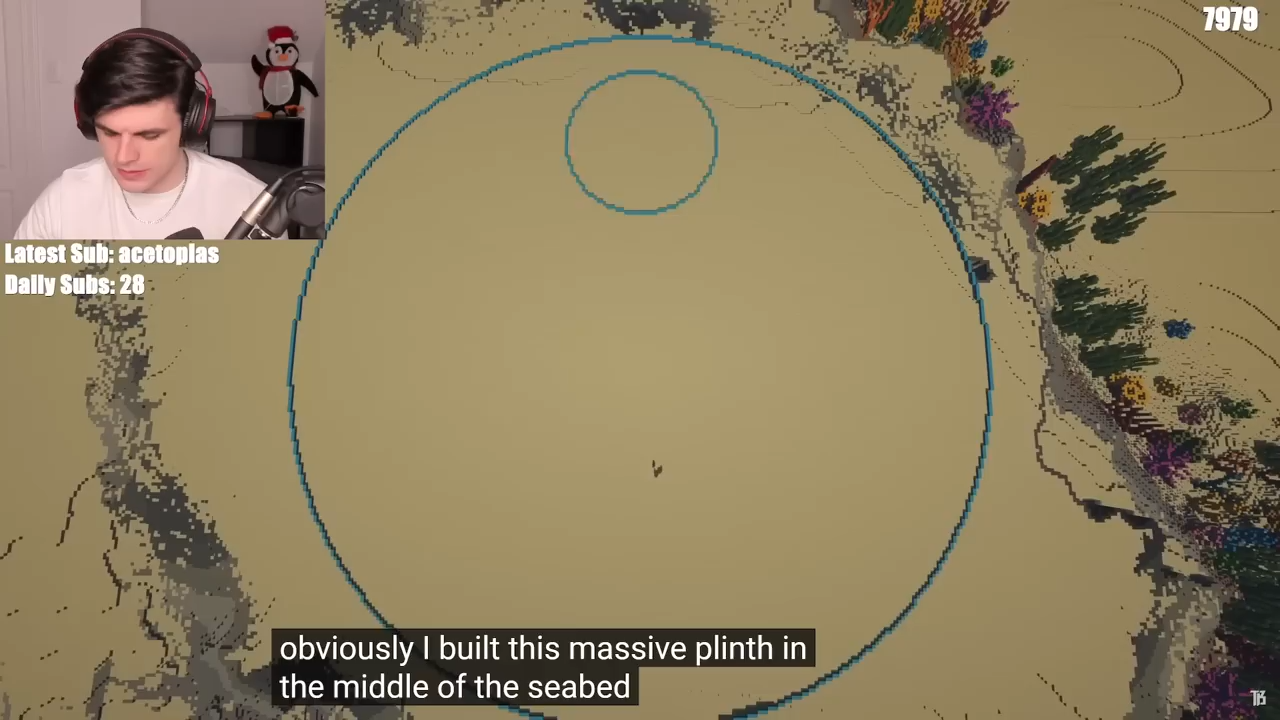 7979
Latest Sub: acetoplas
Daily Subs: 28
obviously I built this massive plinth in
the middle of the seabed